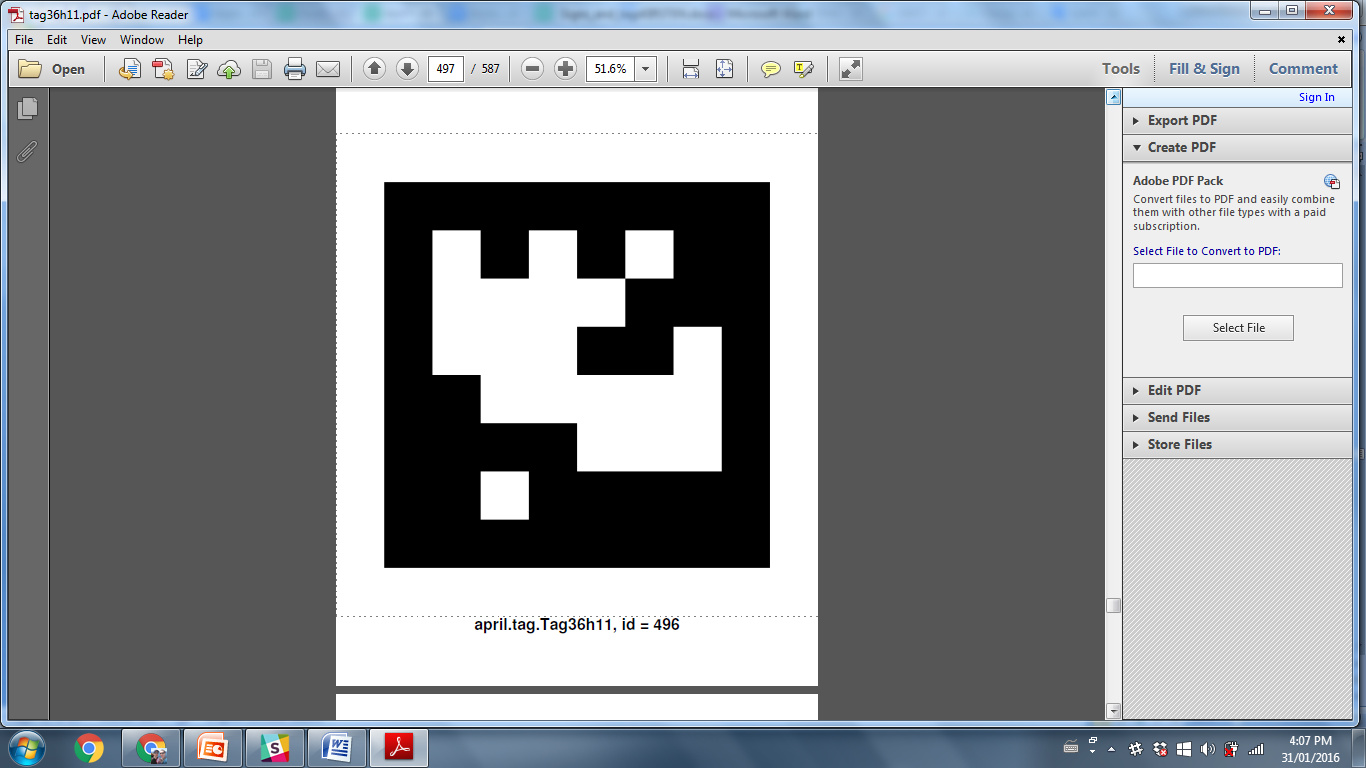 tag36h11.pdf - Adobe Reader
File Edit View Window Help
Open 497 / 587 51.6% Tools Fill & Sign Comment
Sign In
Export PDF
Create PDF
Adobe PDF Pack
Convert files to PDF and easily combine
them with other file types with a paid
subscription.
Select File to Convert to PDF:
Select File
Edit PDF
Send Files
Store Files
april.tag.Tag36h11, id = 496
4:07 PM
31/01/2016